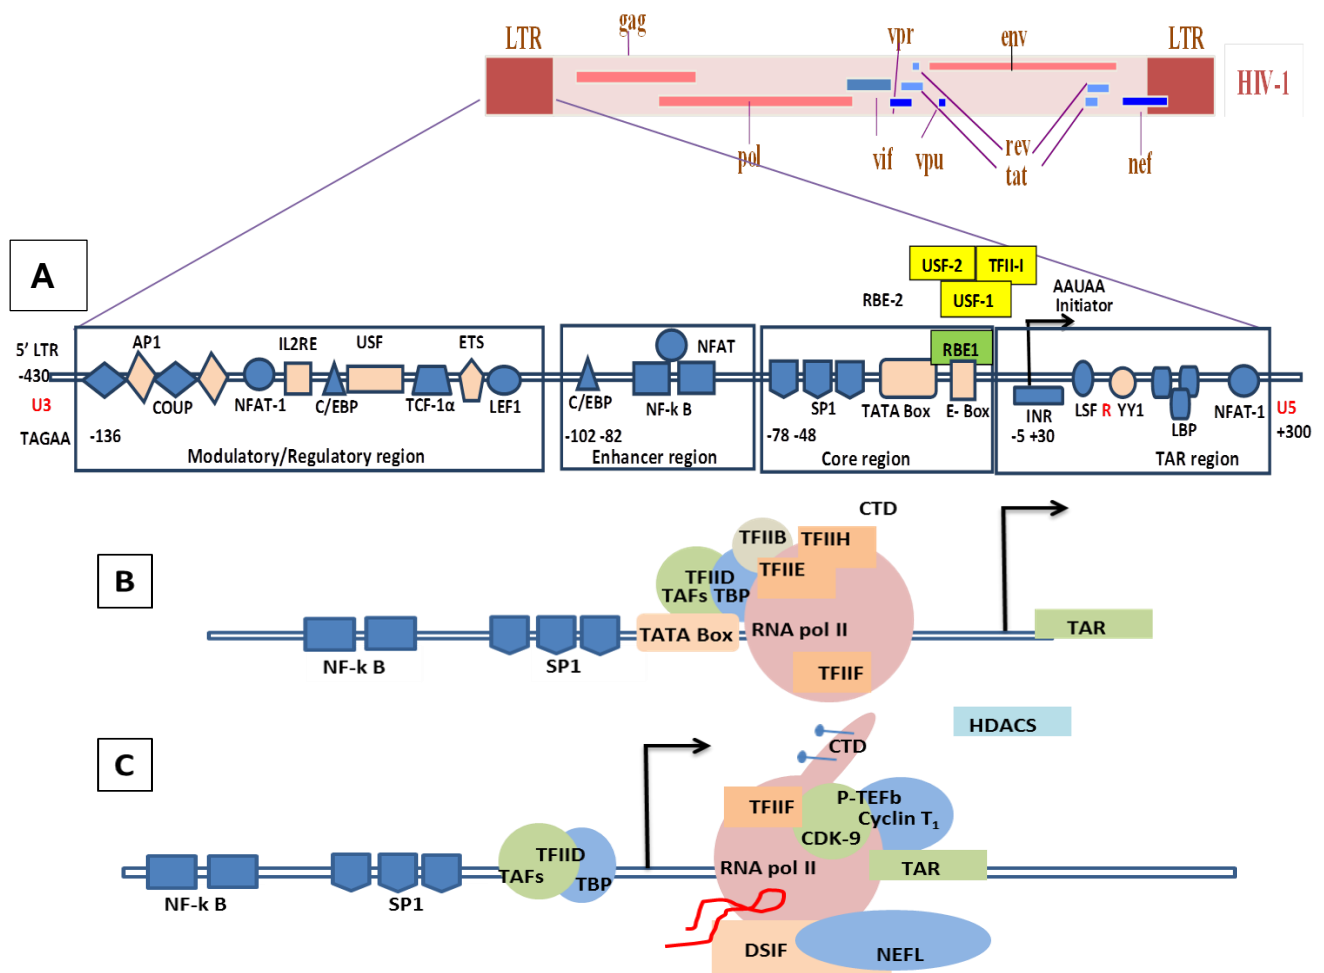 gag
LTR
vpr
env
LTR
HIV-1
pol
vif
vpu
rev
tat
nef
A
USF-2
TFII-I
RBE-2
USF-1
AAUAA
Initiator
5’ LTR
-430
U3
TAGAA
AP1
IL2RE
USF
ETS
COUP
NFAT-1
C/EBP
TCF-1α
LEF1
-136
Modulatory/Regulatory region
NFAT
C/EBP
NF-k B
-102 -82
Enhancer region
RBE1
SP1
TATA Box
E- Box
-78 -48
Core region
INR
LSF R YY1
LBP
NFAT-1
-5 +30
TAR region
U5
+300
B
CTD
TFIIB
TFIIH
TFIIE
TFIID
TAFs TBP
TATA Box
RNA pol II
TAR
NF-k B
SP1
TFIIF
HDACS
C
CTD
P-TEFb
TFIIF
Cyclin T1
CDK-9
TFIID
TAFs
TBP
RNA pol II
TAR
NF-k B
SP1
DSIF
NEFL